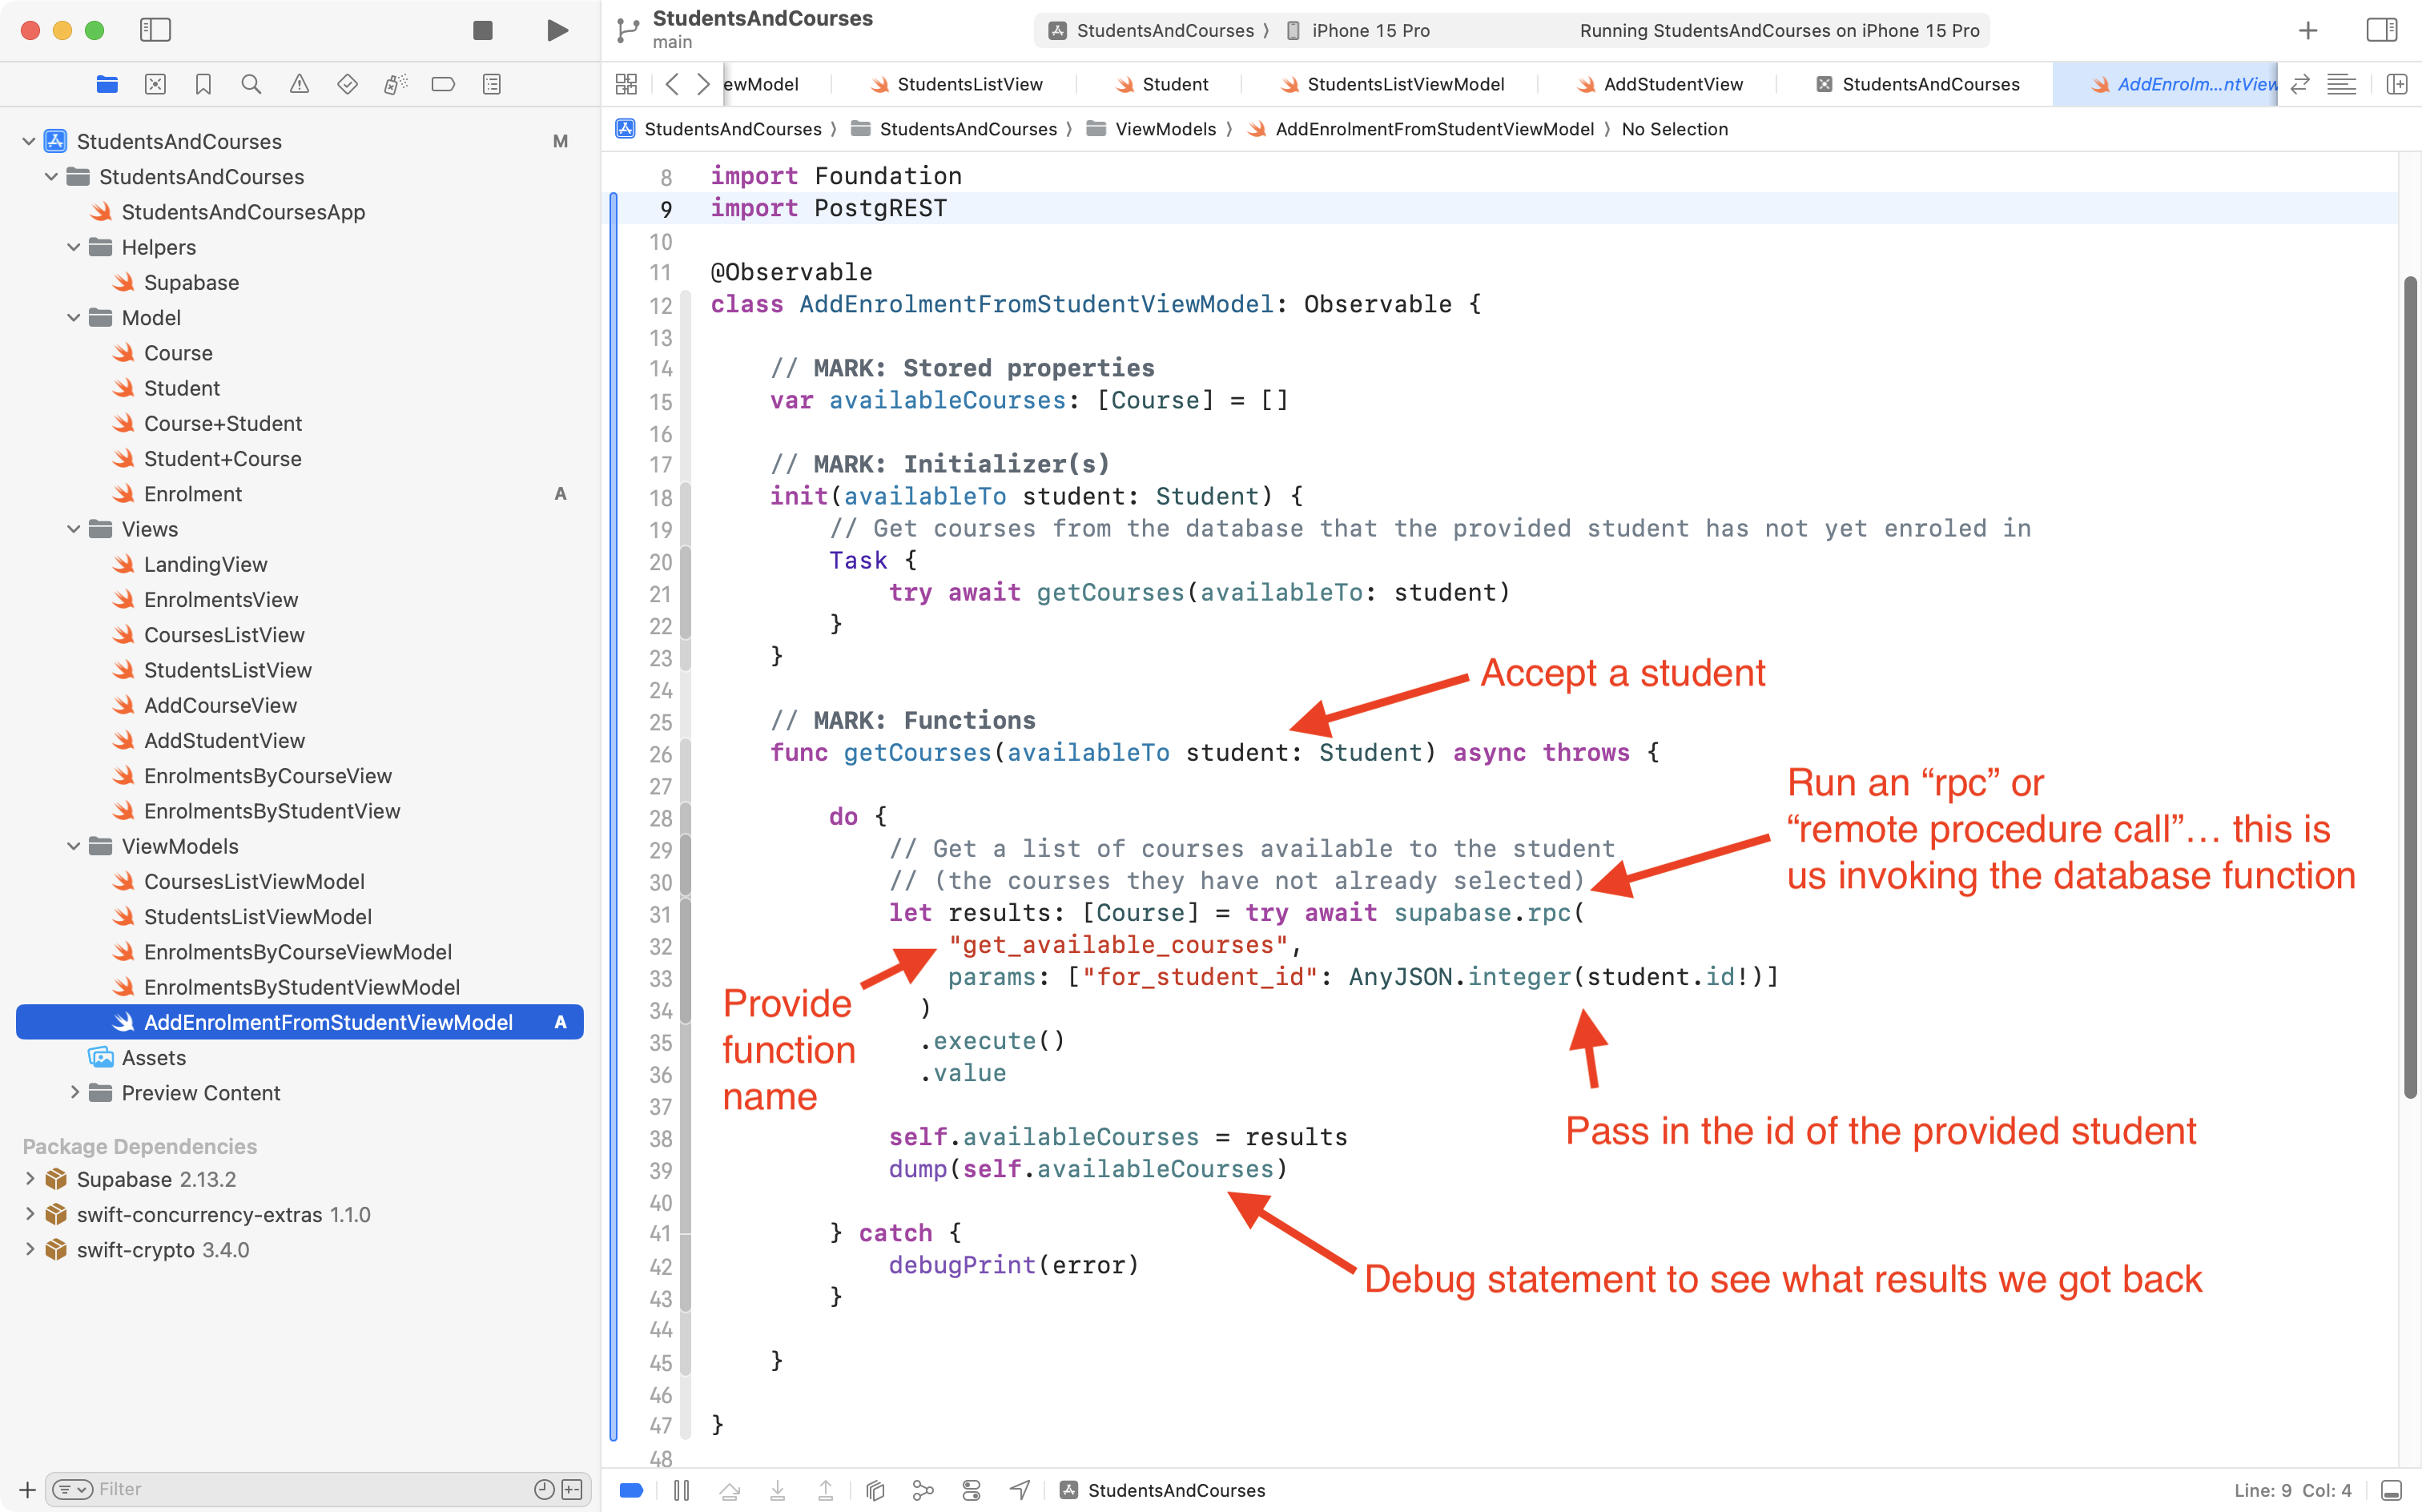 StudentsAndCourses
main
StudentsAndCourses 〉 iPhone 15 Pro
Running StudentsAndCourses on iPhone 15 Pro
ewModel
StudentsListView
Student
StudentsListViewModel
AddStudentView
StudentsAndCourses
AddEnrolm...ntView
StudentsAndCourses 〉 StudentsAndCourses 〉 ViewModels 〉 AddEnrolmentFromStudentViewModel 〉 No Selection
StudentsAndCourses M
StudentsAndCourses
StudentsAndCoursesApp
Helpers
Supabase
Model
Course
Student
Course+Student
Student+Course
Enrolment A
Views
LandingView
EnrolmentsView
CoursesListView
StudentsListView
AddCourseView
AddStudentView
EnrolmentsByCourseView
EnrolmentsByStudentView
ViewModels
CoursesListViewModel
StudentsListViewModel
EnrolmentsByCourseViewModel
EnrolmentsByStudentViewModel
AddEnrolmentFromStudentViewModel A
Assets
Preview Content
Package Dependencies
Supabase 2.13.2
swift-concurrency-extras 1.1.0
swift-crypto 3.4.0
Filter
8 import Foundation
9 import PostgREST
10
11 @Observable
12 class AddEnrolmentFromStudentViewModel: Observable {
13
14 // MARK: Stored properties
15 var availableCourses: [Course] = []
16
17 // MARK: Initializer(s)
18 init(availableTo student: Student) {
19 // Get courses from the database that the provided student has not yet enroled in
20 Task {
21 try await getCourses(availableTo: student)
22 }
23 }
24
25 // MARK: Functions
26 func getCourses(availableTo student: Student) async throws {
27
28 do {
29 // Get a list of courses available to the student
30 // (the courses they have not already selected)
31 let results: [Course] = try await supabase.rpc(
32 "get_available_courses",
33 params: ["for_student_id": AnyJSON.integer(student.id!)]
34 )
35 .execute()
36 .value
37
38 self.availableCourses = results
39 dump(self.availableCourses)
40
41 } catch {
42 debugPrint(error)
43 }
44
45 }
46
47 }
48
Accept a student
Run an “rpc” or
“remote procedure call”… this is
us invoking the database function
Provide
function
name
Pass in the id of the provided student
Debug statement to see what results we got back
StudentsAndCourses
Line: 9 Col: 4